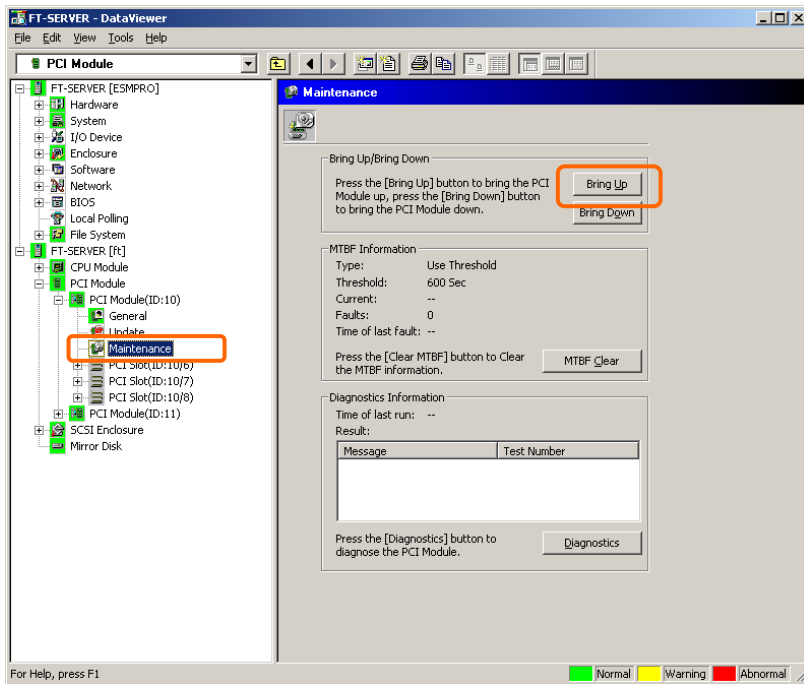 FT-SERVER - DataViewer
File Edit View Tools Help
PCI Module
FT-SERVER [ESMPRO]
Hardware
System
I/O Device
Enclosure
Software
Network
BIOS
Local Polling
File System
FT-SERVER [ft]
CPU Module
PCI Module
PCI Module(ID:10)
General
Update
Maintenance
PCI Slot(ID:10/6)
PCI Slot(ID:10/7)
PCI Slot(ID:10/8)
PCI Module(ID:11)
SCSI Enclosure
Mirror Disk
Maintenance
Bring Up/Bring Down
Press the [Bring Up] button to bring the PCI
Module up, press the [Bring Down] button
to bring the PCI Module down.
Bring Up
Bring Down
MTBF Information
Type: Use Threshold
Threshold: 600 Sec
Current: --
Faults: 0
Time of last fault: --
Press the [Clear MTBF] button to Clear
the MTBF information.
MTBF Clear
Diagnostics Information
Time of last run: --
Result:
Message Test Number
Press the [Diagnostics] button to
diagnose the PCI Module.
Diagnostics
For Help, press F1
Normal Warning Abnormal